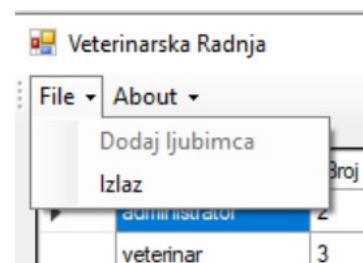 Veterinarska Radnja
File About
Dodaj ljubimca
Izlaz
Broj
administrator 2
veterinar 3